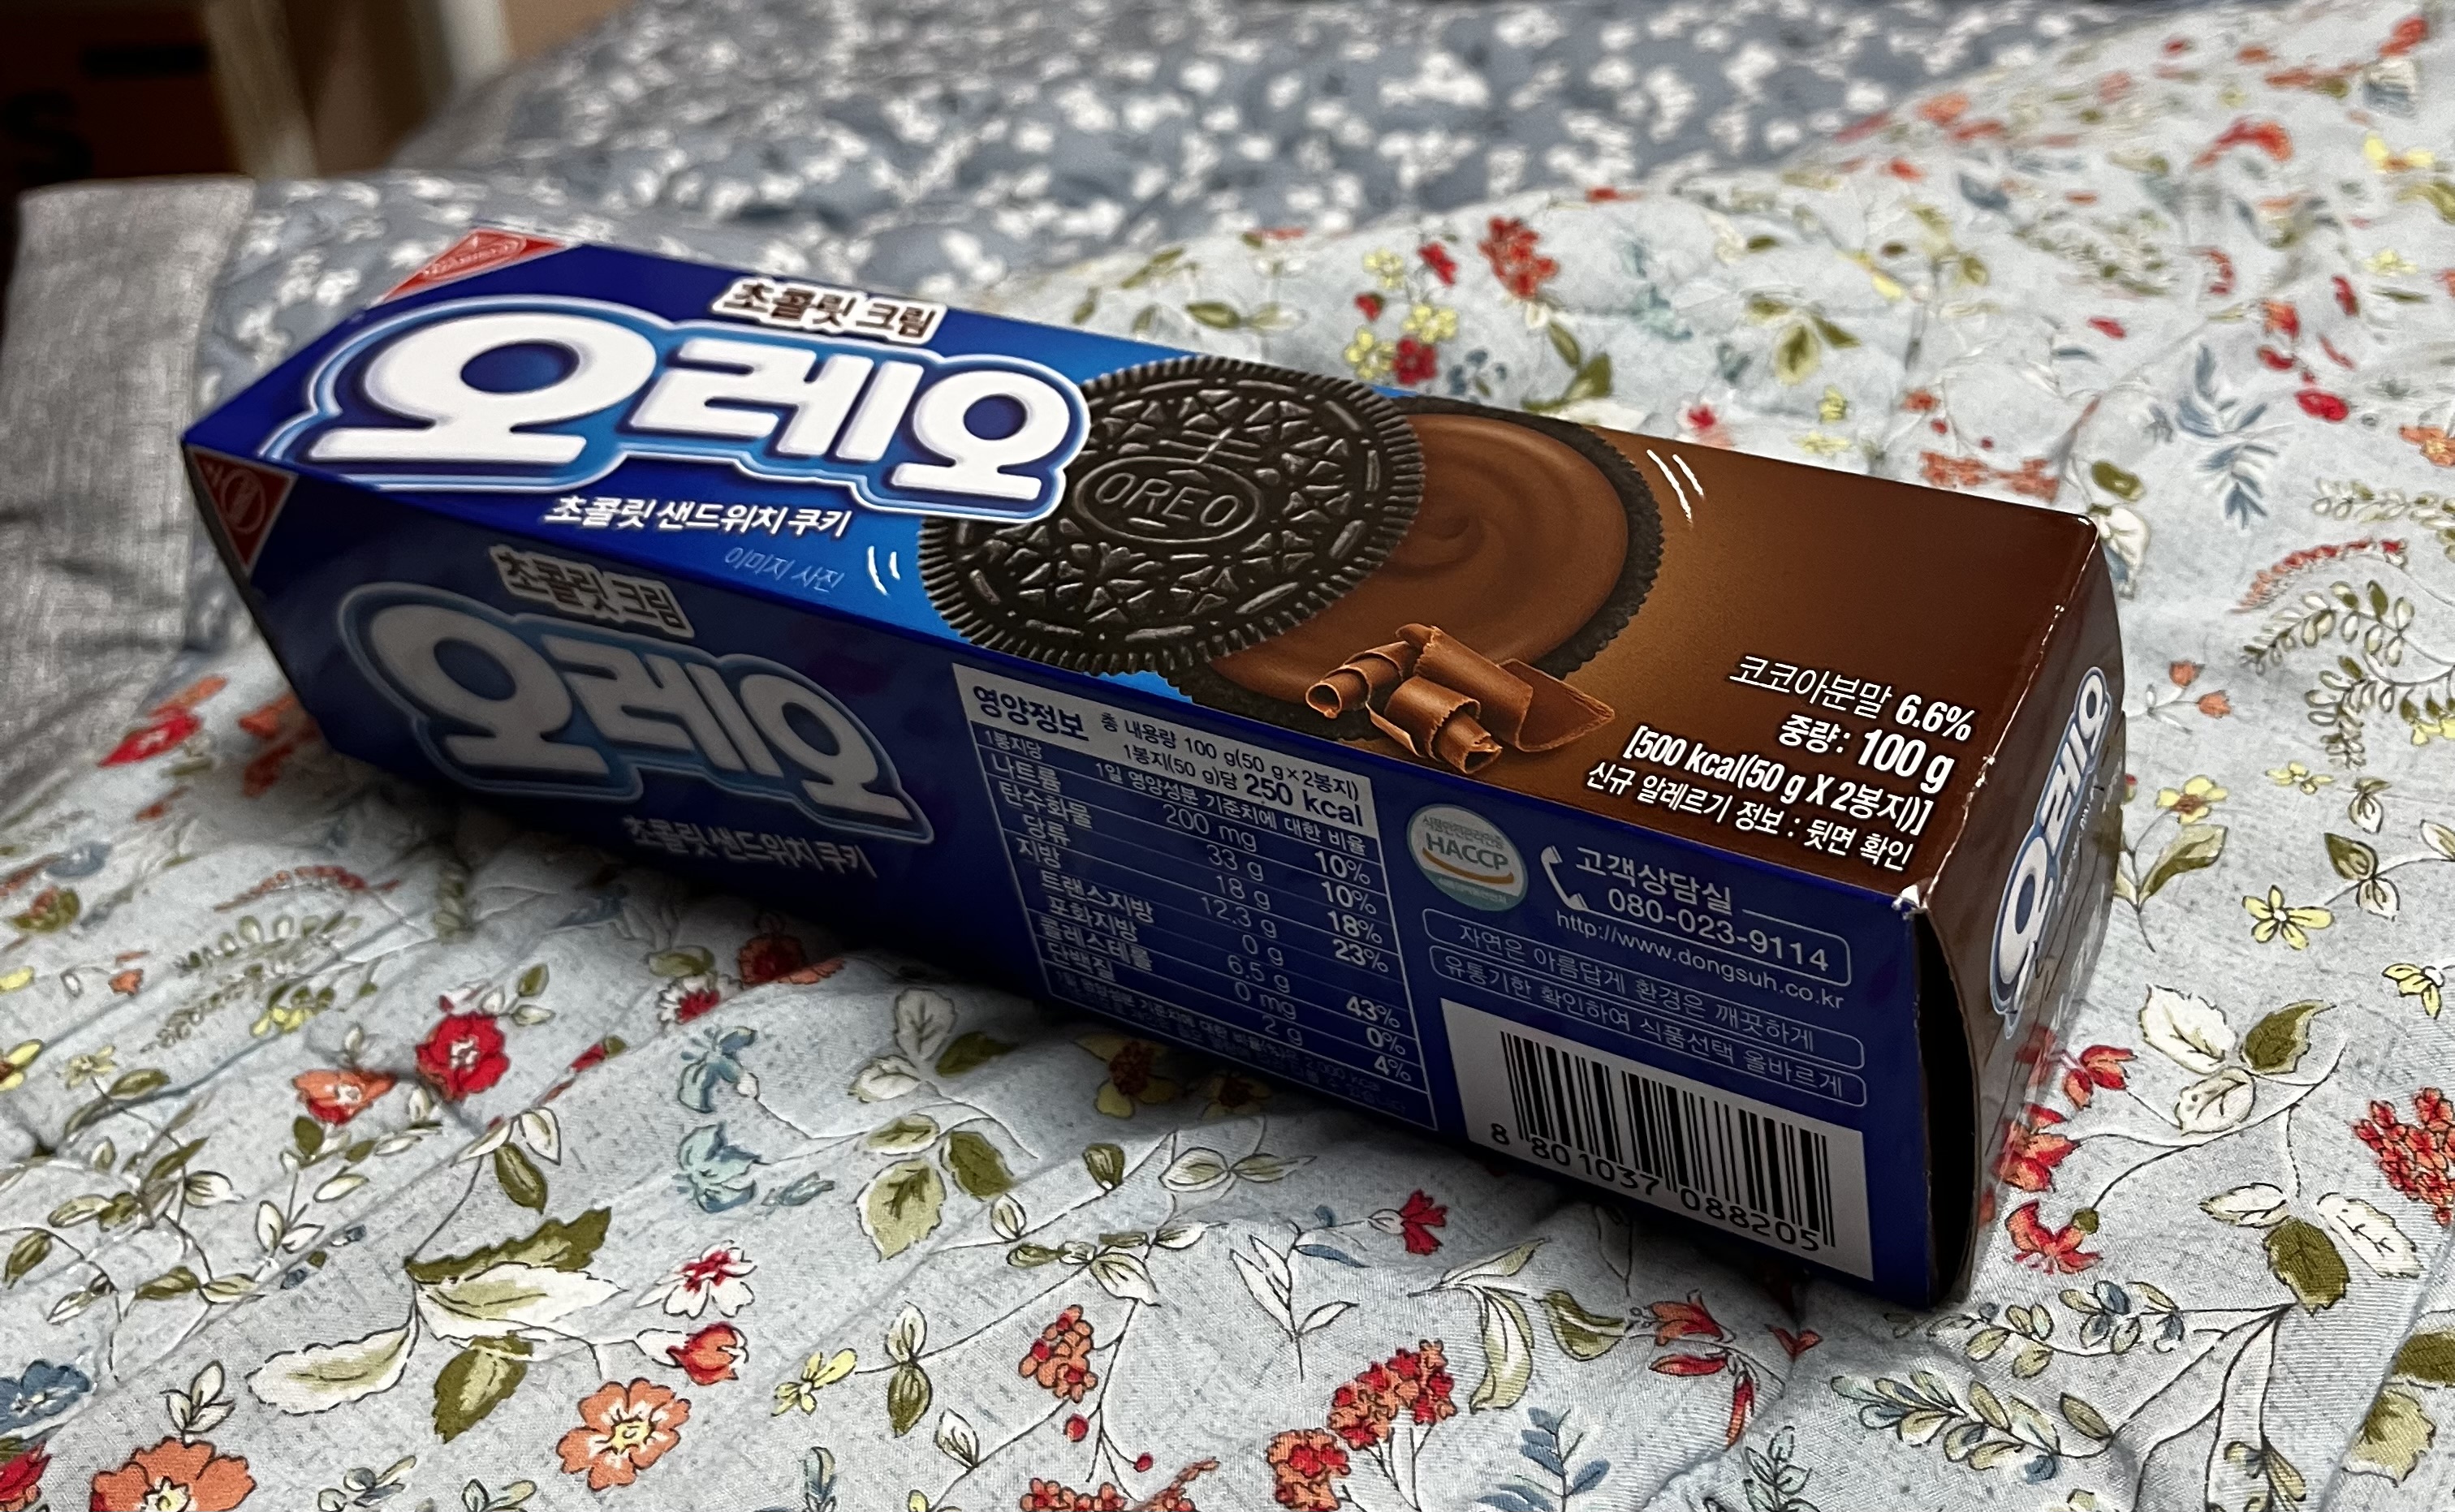 초콜릿 크림
오레오
초콜릿 샌드위치 쿠키
이미지 사진
OREO
코코아분말 6.6%
중량: 100 g
[500 kcal(50 g X 2봉지)]
신규 알레르기 정보 : 뒷면 확인
초콜릿 크림
오레오
초콜릿 샌드위치 쿠키
영양정보 총 내용량 100 g(50 g×2봉지)
1봉지(50 g)당 250 kcal
1봉지당 1일 영양성분 기준치에 대한 비율
나트륨 200 mg 10%
탄수화물 33 g 10%
당류 18 g 18%
지방 12.3 g 23%
트랜스지방 0 g
포화지방 6.5 g 43%
콜레스테롤 0 mg 0%
단백질 2 g 4%
HACCP
고객상담실
080-023-9114
http://www.dongsuh.co.kr
자연은 아름답게 환경은 깨끗하게
유통기한 확인하여 식품선택 올바르게
8 801037 088205
오레오